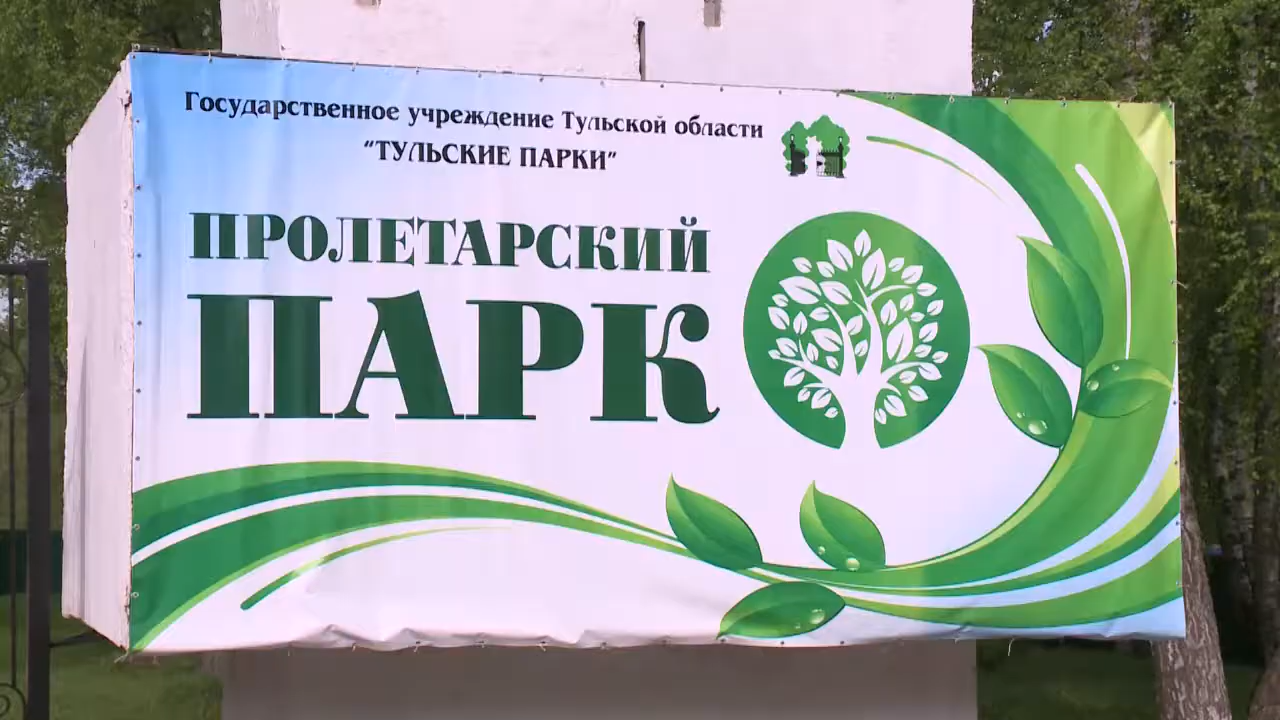 Государственное учреждение Тульской области
"ТУЛЬСКИЕ ПАРКИ"
ПРОЛЕТАРСКИЙ
ПАРК